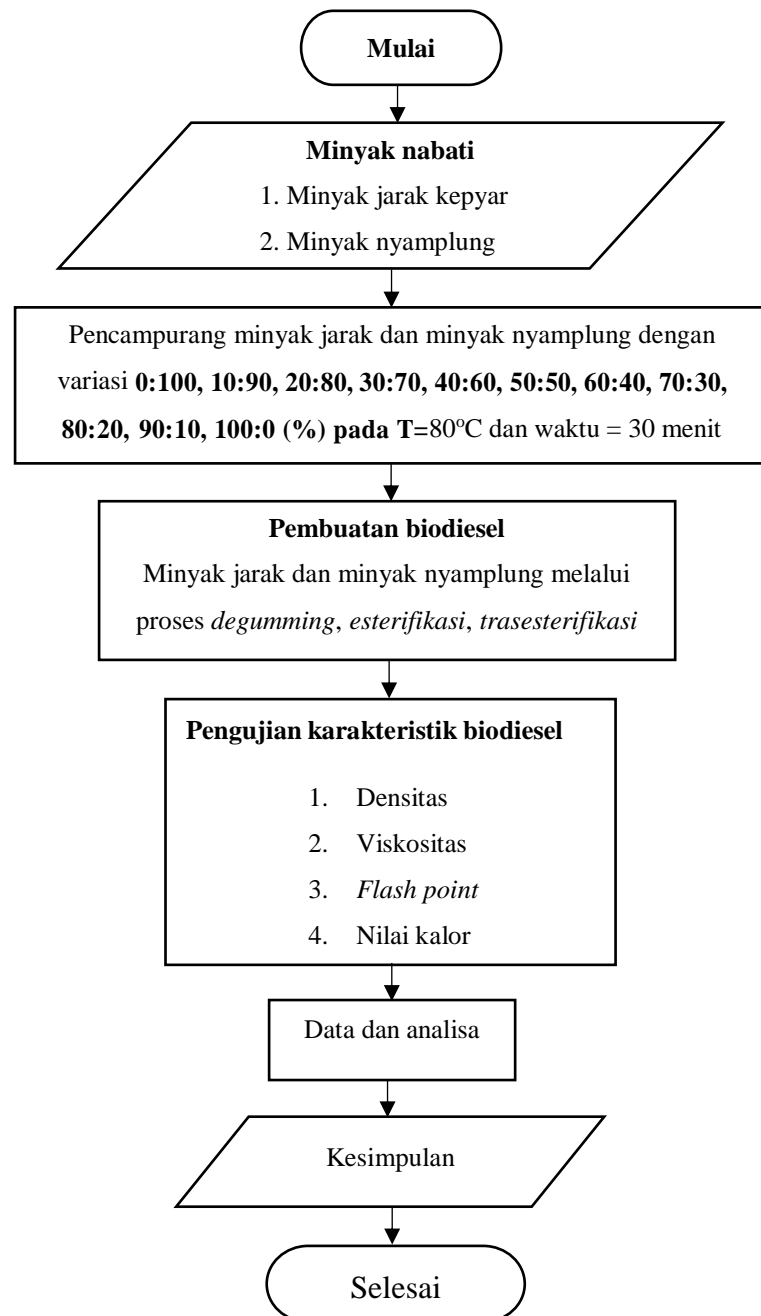 Mulai
Minyak nabati
1. Minyak jarak kepyar
2. Minyak nyamplung
Pencampurang minyak jarak dan minyak nyamplung dengan
variasi 0:100, 10:90, 20:80, 30:70, 40:60, 50:50, 60:40, 70:30,
80:20, 90:10, 100:0 (%) pada T=80°C dan waktu = 30 menit
Pembuatan biodiesel
Minyak jarak dan minyak nyamplung melalui
proses degumming, esterifikasi, trasesterifikasi
Pengujian karakteristik biodiesel
1. Densitas
2. Viskositas
3. Flash point
4. Nilai kalor
Data dan analisa
Kesimpulan
Selesai